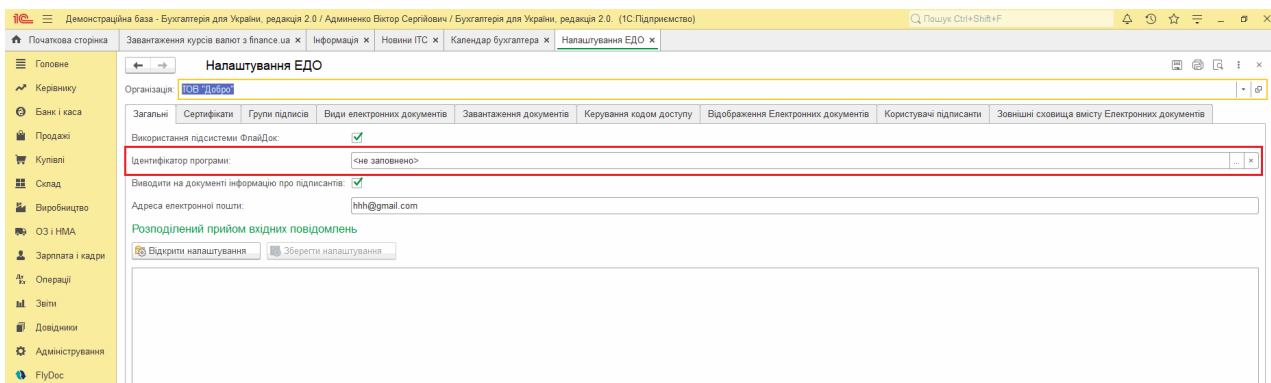 Демонстраційна база - Бухгалтерія для України, редакція 2.0 / Админенко Віктор Сергійович / Бухгалтерія для України, редакція 2.0. (1С:Підприємство) Пошук Ctrl+Shift+F
Початкова сторінка Завантаження курсів валют з finance.ua × Інформація × Новини ІТС × Календар бухгалтера × Налаштування ЕДО ×
Головне
Керівнику
Банк і каса
Продажі
Купівлі
Склад
Виробництво
ОЗ і НМА
Зарплата і кадри
Операції
Звіти
Довідники
Адміністрування
FlyDoc
Налаштування ЕДО
Організація: ТОВ "Добро"
Загальні Сертифікати Групи підписів Види електронних документів Завантаження документів Керування кодом доступу Відображення Електронних документів Користувачі підписанти Зовнішні сховища вмісту Електронних документів
Використання підсистеми ФлайДок:
Ідентифікатор програми: <не заповнено> ... ×
Виводити на документі інформацію про підписантів:
Адреса електронної пошти: hhh@gmail.com
Розподілений прийом вхідних повідомлень
Відкрити налаштування Зберегти налаштування